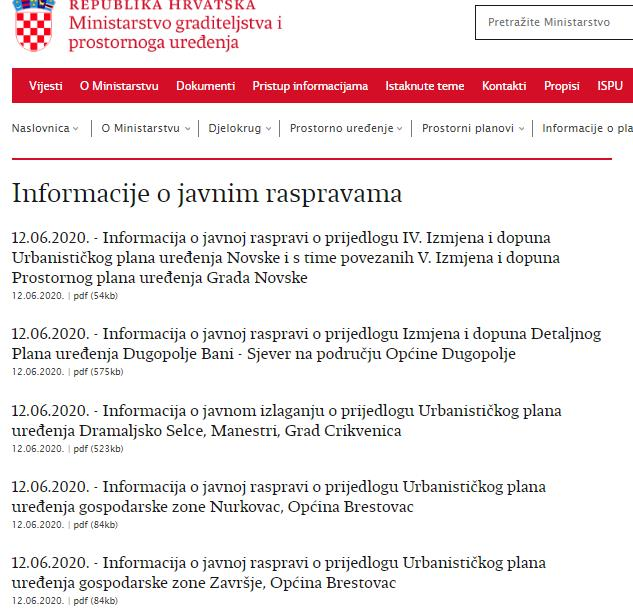 REPUBLIKA HRVATSKA
Ministarstvo graditeljstva i
prostornoga uređenja
Pretražite Ministarstvo
Vijesti O Ministarstvu Dokumenti Pristup informacijama Istaknute teme Kontakti Propisi ISPU
Naslovnica | O Ministarstvu | Djelokrug | Prostorno uređenje | Prostorni planovi | Informacije o pla
Informacije o javnim raspravama
12.06.2020. - Informacija o javnoj raspravi o prijedlogu IV. Izmjena i dopuna
Urbanističkog plana uređenja Novske i s time povezanih V. Izmjena i dopuna
Prostornog plana uređenja Grada Novske
12.06.2020. | pdf (54kb)
12.06.2020. - Informacija o javnoj raspravi o prijedlogu Izmjena i dopuna Detaljnog
Plana uređenja Dugopolje Bani - Sjever na području Općine Dugopolje
12.06.2020. | pdf (575kb)
12.06.2020. - Informacija o javnom izlaganju o prijedlogu Urbanističkog plana
uređenja Dramaljsko Selce, Manestri, Grad Crikvenica
12.06.2020. | pdf (523kb)
12.06.2020. - Informacija o javnoj raspravi o prijedlogu Urbanističkog plana
uređenja gospodarske zone Nurkovac, Općina Brestovac
12.06.2020. | pdf (84kb)
12.06.2020. - Informacija o javnoj raspravi o prijedlogu Urbanističkog plana
uređenja gospodarske zone Završje, Općina Brestovac
12.06.2020. | pdf (84kb)